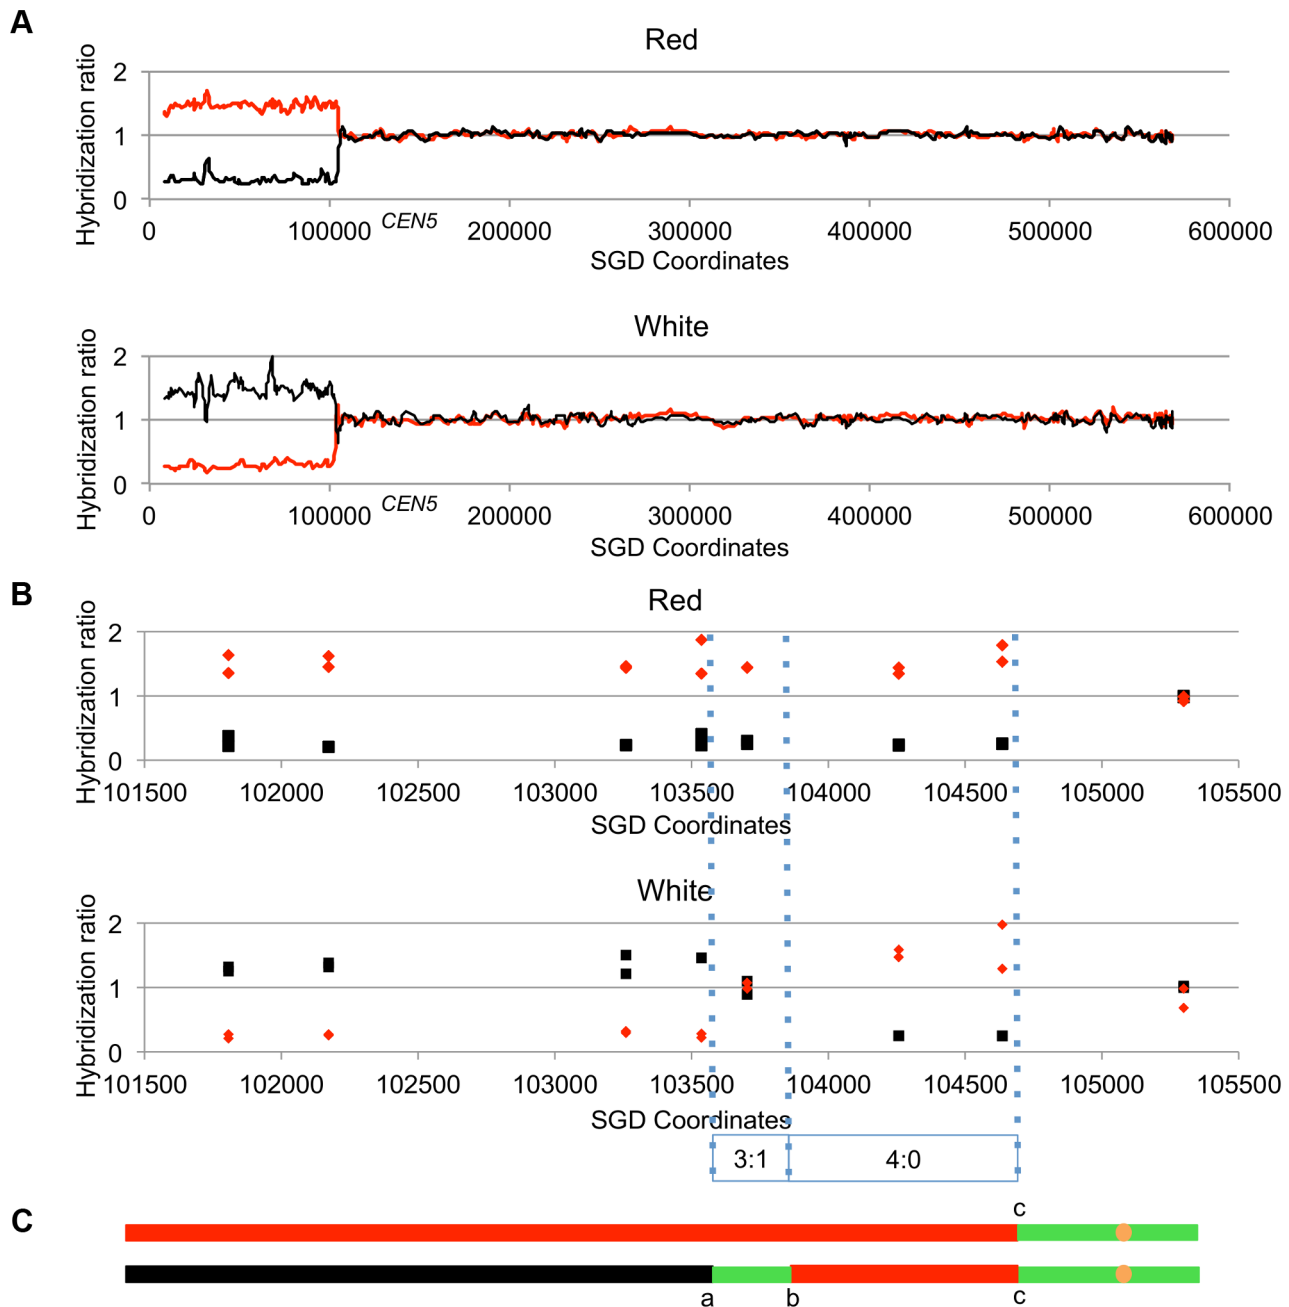 A
Red
Hybridization ratio
2
1
0
0 100000 CEN5 200000 300000 400000 500000 600000
SGD Coordinates
White
Hybridization ratio
2
1
0
0 100000 CEN5 200000 300000 400000 500000 600000
SGD Coordinates
B
Red
Hybridization ratio
2
1
0
101500 102000 102500 103000 103500 104000 104500 105000 105500
SGD Coordinates
White
Hybridization ratio
2
1
0
101500 102000 102500 103000 103500 104000 104500 105000 105500
SGD Coordinates
3:1 4:0
C
c
a b c